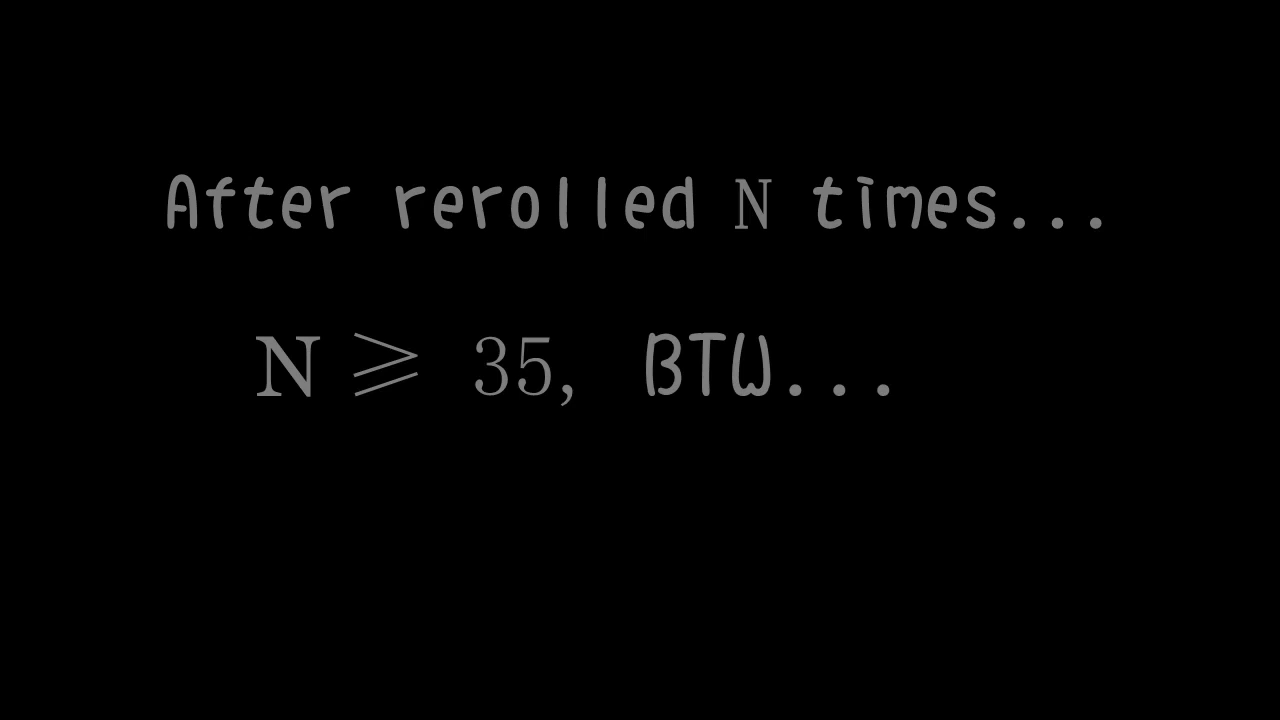 After rerolled N times...
N ⩾ 35, BTW...